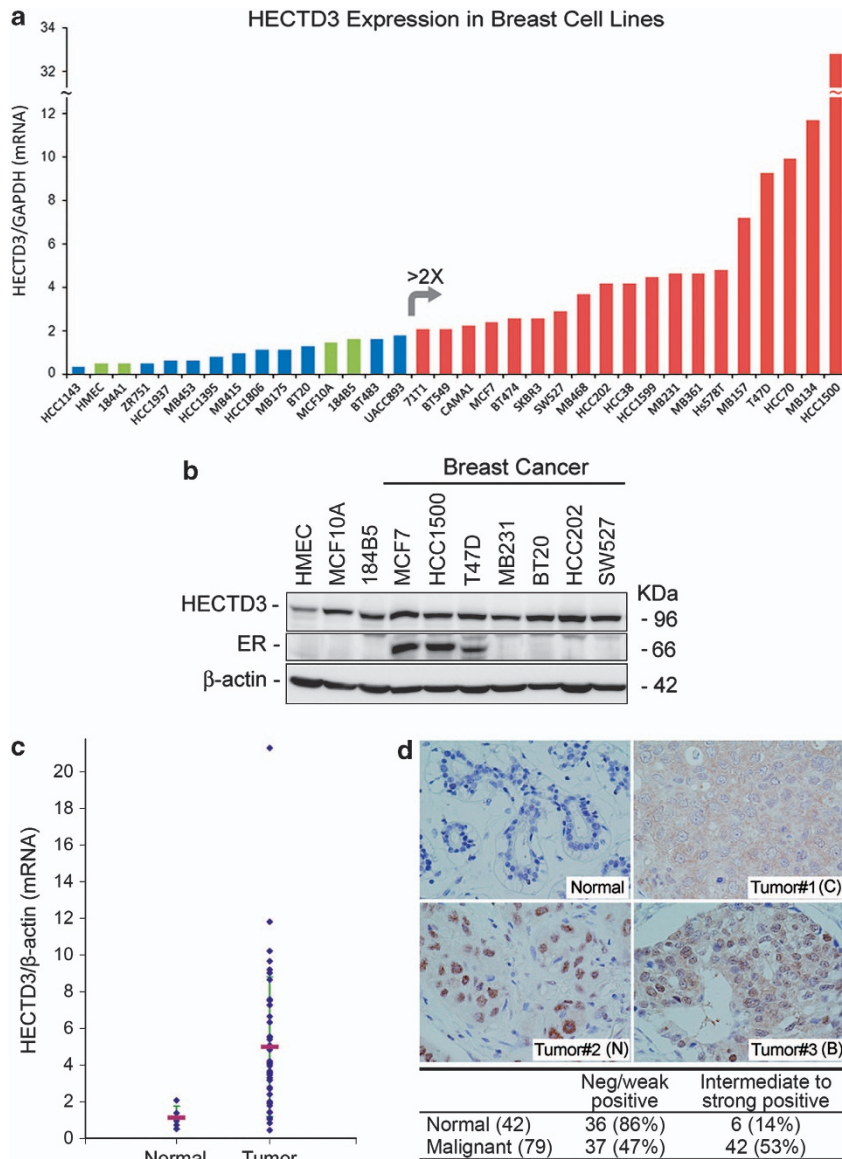 a
HECTD3 Expression in Breast Cell Lines
HECTD3/GAPDH (mRNA)
34
32
12
10
8
6
4
2
0
>2X
HCC1143
HMEC
184A1
ZR751
HCC1937
MB453
HCC1395
MB415
HCC1806
MB175
BT20
MCF10A
184B5
BT483
UACC893
71T1
BT549
CAMA1
MCF7
BT474
SKBR3
SW527
MB468
HCC202
HCC38
HCC1599
MB231
MB361
Hs578T
MB157
T47D
HCC70
MB134
HCC1500
b
Breast Cancer
HMEC
MCF10A
184B5
MCF7
HCC1500
T47D
MB231
BT20
HCC202
SW527
KDa
HECTD3 - - 96
ER - - 66
β-actin - - 42
c
HECTD3/β-actin (mRNA)
20
18
16
14
12
10
8
6
4
2
0
Normal Tumor
d
Normal
Tumor#1 (C)
Tumor#2 (N)
Tumor#3 (B)
Neg/weak positive Intermediate to strong positive
Normal (42) 36 (86%) 6 (14%)
Malignant (79) 37 (47%) 42 (53%)